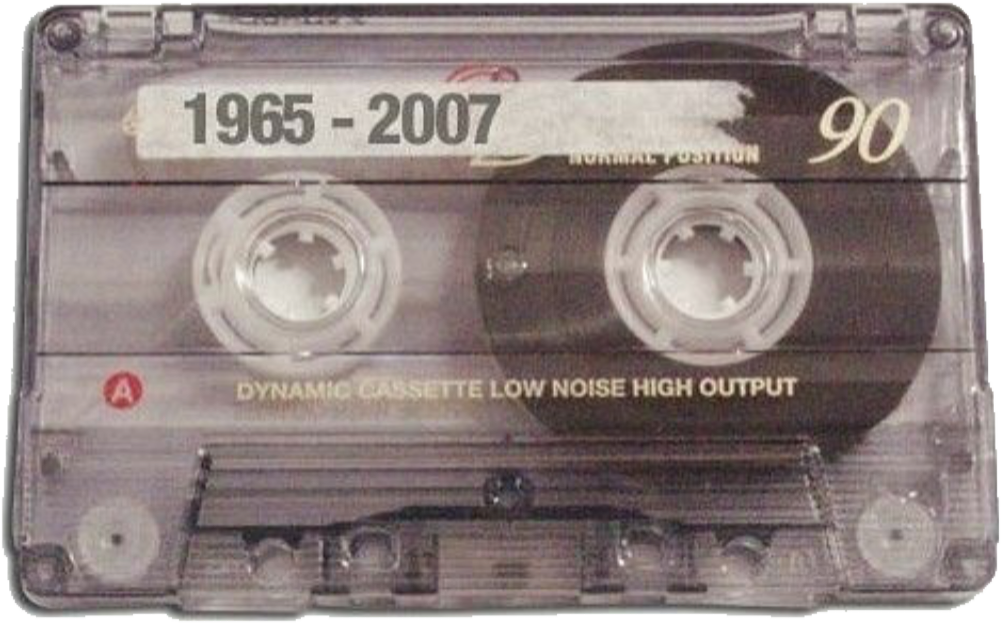 1965 - 2007
90
NORMAL POSITION
A
DYNAMIC CASSETTE LOW NOISE HIGH OUTPUT